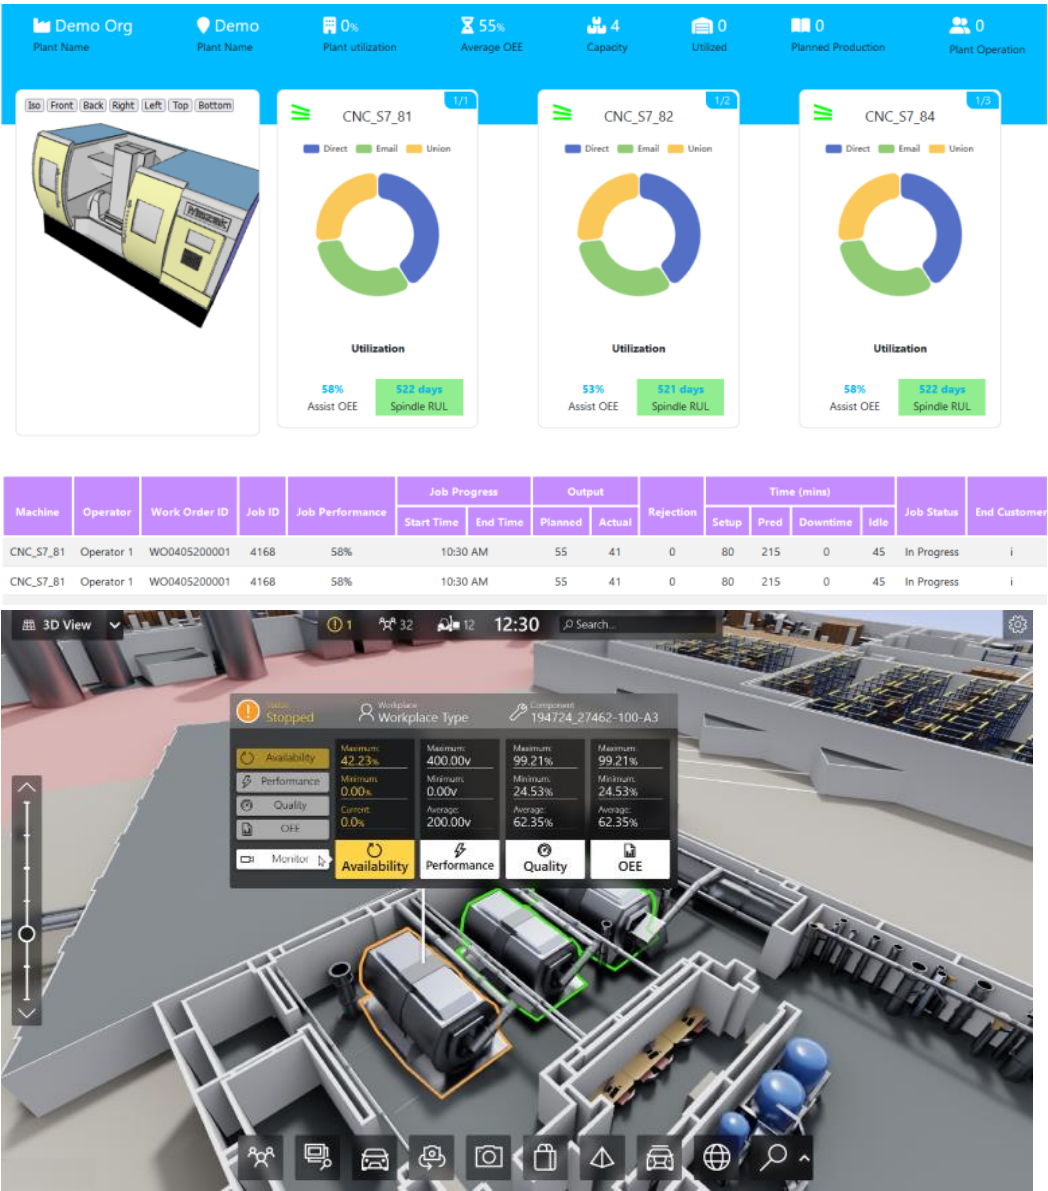 Demo Org
Plant Name
Demo
Plant Name
0%
Plant utilization
55%
Average OEE
4
Capacity
0
Utilized
0
Planned Production
0
Plant Operation
Iso Front Back Right Left Top Bottom
Mazak
1/1
CNC_S7_81
Direct Email Union
Utilization
58%
Assist OEE
522 days
Spindle RUL
1/2
CNC_S7_82
Direct Email Union
Utilization
53%
Assist OEE
521 days
Spindle RUL
1/3
CNC_S7_84
Direct Email Union
Utilization
58%
Assist OEE
522 days
Spindle RUL
Machine Operator Work Order ID Job ID Job Performance Job Progress Output Rejection Time (mins) Job Status End Customer
Start Time End Time Planned Actual Setup Pred Downtime Idle
CNC_S7_81 Operator 1 WO0405200001 4168 58% 10:30 AM 55 41 0 80 215 0 45 In Progress i
CNC_S7_81 Operator 1 WO0405200001 4168 58% 10:30 AM 55 41 0 80 215 0 45 In Progress i
3D View 1 32 12 12:30 Search...
Status
Stopped
Workplace
Workplace Type
Component
194724_27462-100-A3
Availability
Performance
Quality
OEE
Monitor
Maximum:
42.23%
Minimum:
0.00%
Current:
0.0%
Availability
Maximum:
400.00v
Minimum:
0.00v
Average:
200.00v
Performance
Maximum:
99.21%
Minimum:
24.53%
Average:
62.35%
Quality
Maximum:
99.21%
Minimum:
24.53%
Average:
62.35%
OEE